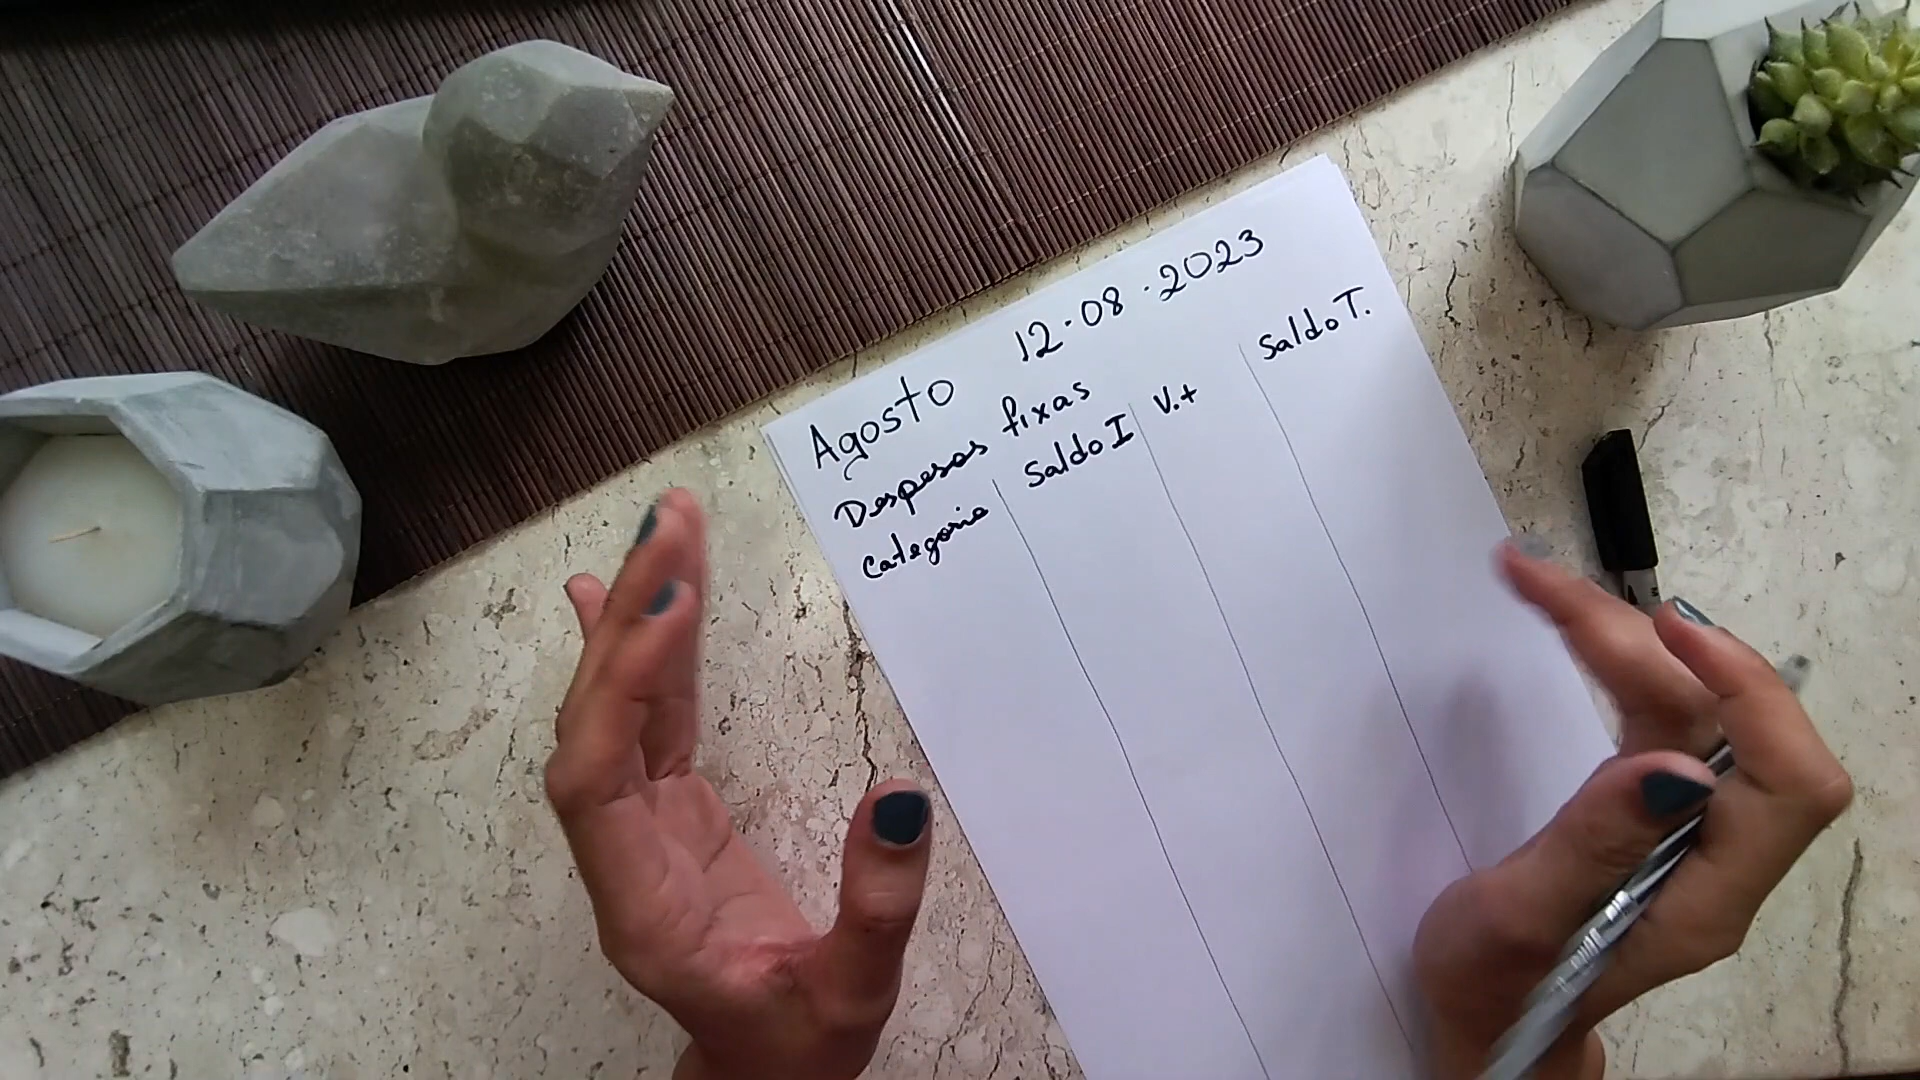 Agosto 12.08.2023
Despesas fixas
Categoria Saldo I V.+ Saldo T.